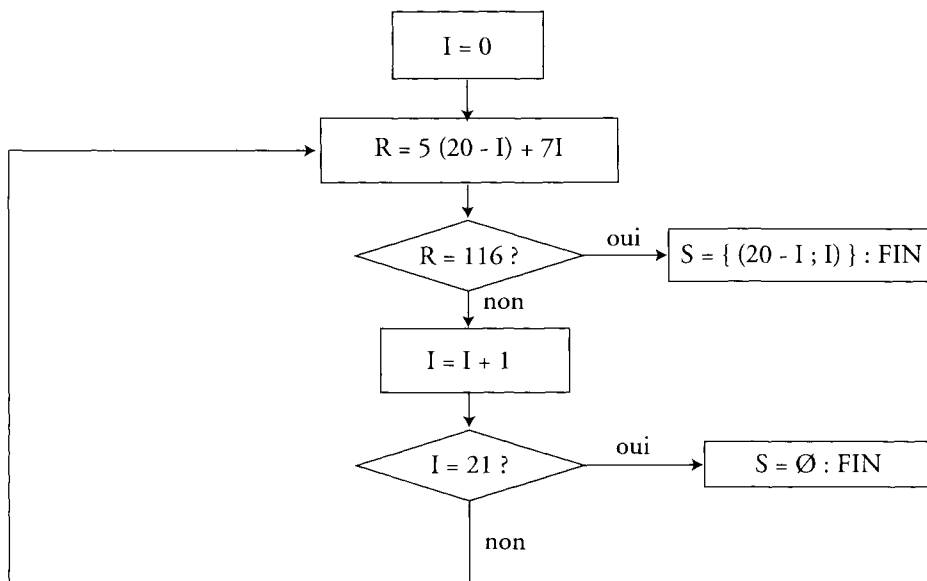 I = 0
R = 5 (20 - I) + 7I
R = 116 ?
oui
S = { (20 - I ; I) } : FIN
non
I = I + 1
I = 21 ?
oui
S = Ø : FIN
non